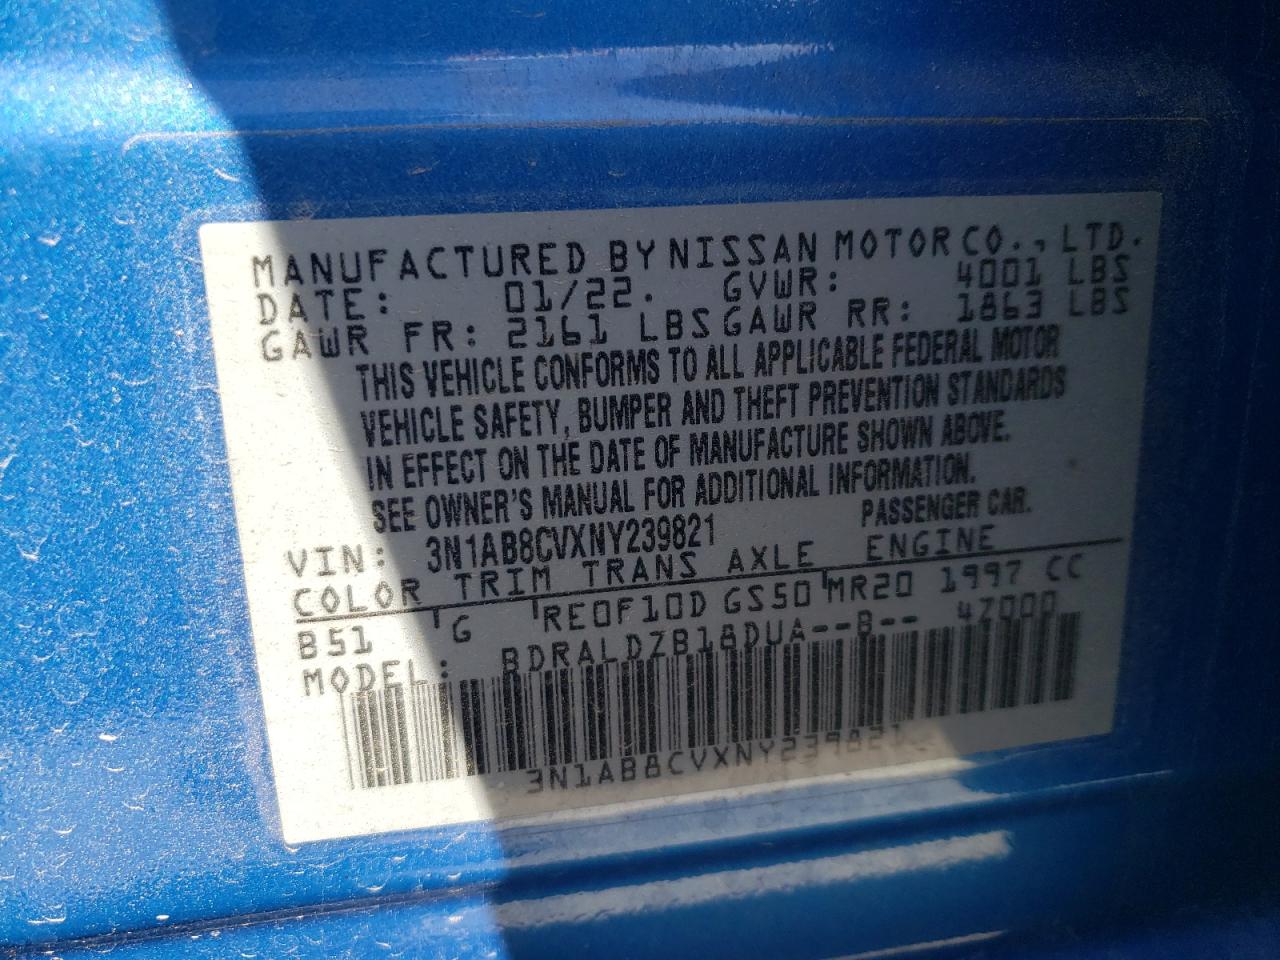 MANUFACTURED BY NISSAN MOTOR CO., LTD.
DATE: 01/22. GVWR: 4001 LBS
GAWR FR: 2161 LBS GAWR RR: 1863 LBS
THIS VEHICLE CONFORMS TO ALL APPLICABLE FEDERAL MOTOR
VEHICLE SAFETY, BUMPER AND THEFT PREVENTION STANDARDS
IN EFFECT ON THE DATE OF MANUFACTURE SHOWN ABOVE.
SEE OWNER'S MANUAL FOR ADDITIONAL INFORMATION.
VIN: 3N1AB8CVXNY239821 PASSENGER CAR.
COLOR TRIM TRANS AXLE ENGINE
B51 G RE0F10D GS50 MR20 1997 CC
MODEL: BDRALDZB18DUA--B-- 4Z000
3N1AB8CVXNY239821